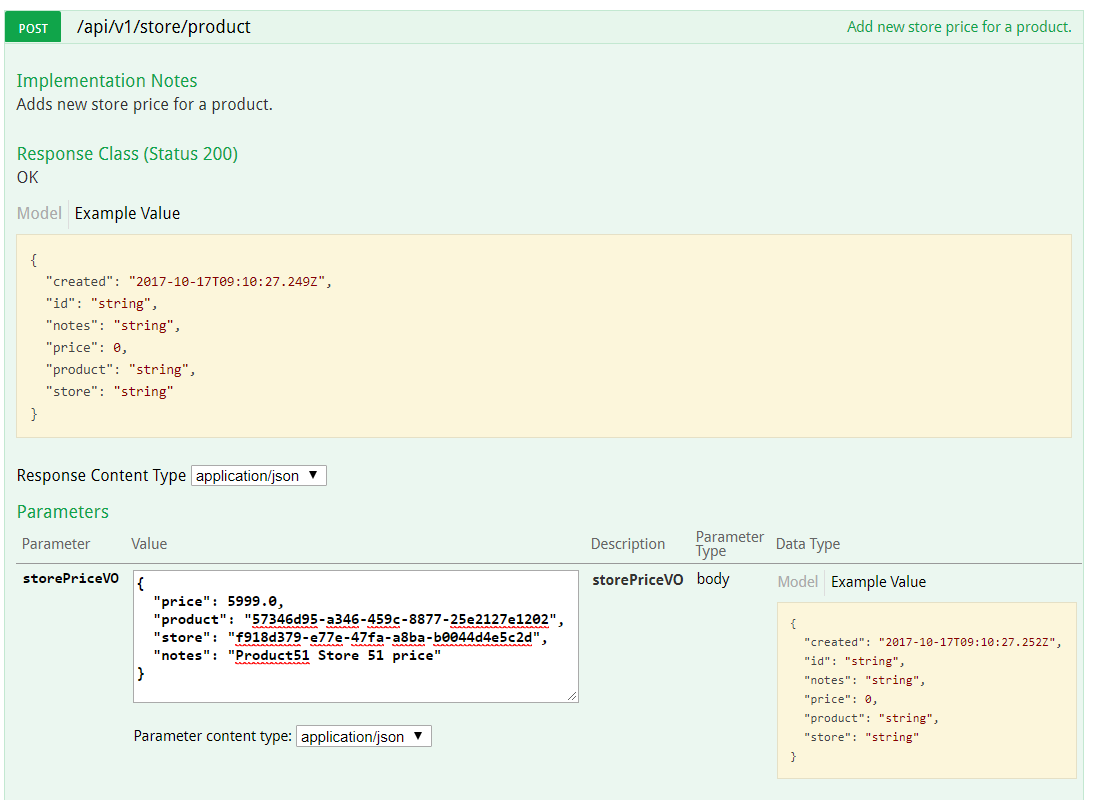 POST /api/v1/store/product Add new store price for a product.
Implementation Notes
Adds new store price for a product.
Response Class (Status 200)
OK
Model Example Value
{
"created": "2017-10-17T09:10:27.249Z",
"id": "string",
"notes": "string",
"price": 0,
"product": "string",
"store": "string"
}
Response Content Type application/json
Parameters
Parameter Value Description Parameter Type Data Type
storePriceVO
{
"price": 5999.0,
"product": "57346d95-a346-459c-8877-25e2127e1202",
"store": "f918d379-e77e-47fa-a8ba-b0044d4e5c2d",
"notes": "Product51 Store 51 price"
}
Parameter content type: application/json
storePriceVO body
Model Example Value
{
"created": "2017-10-17T09:10:27.252Z",
"id": "string",
"notes": "string",
"price": 0,
"product": "string",
"store": "string"
}